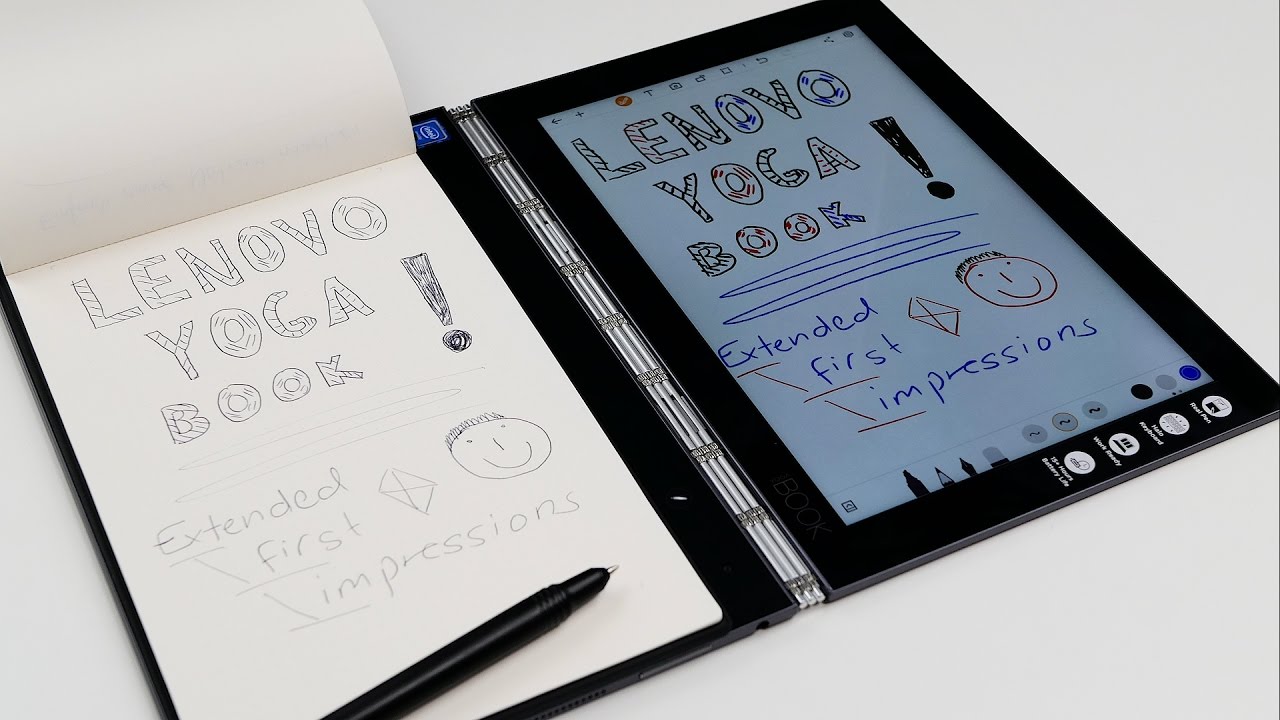 LENOVO
YOGA
BOOK
!
Extended
first
impressions
intel
LENOVO
YOGA
BOOK
!
Extended
first
impressions
BOOK
Real Pen
Halo Keyboard
Work Ready
15+ Hours
Battery Life